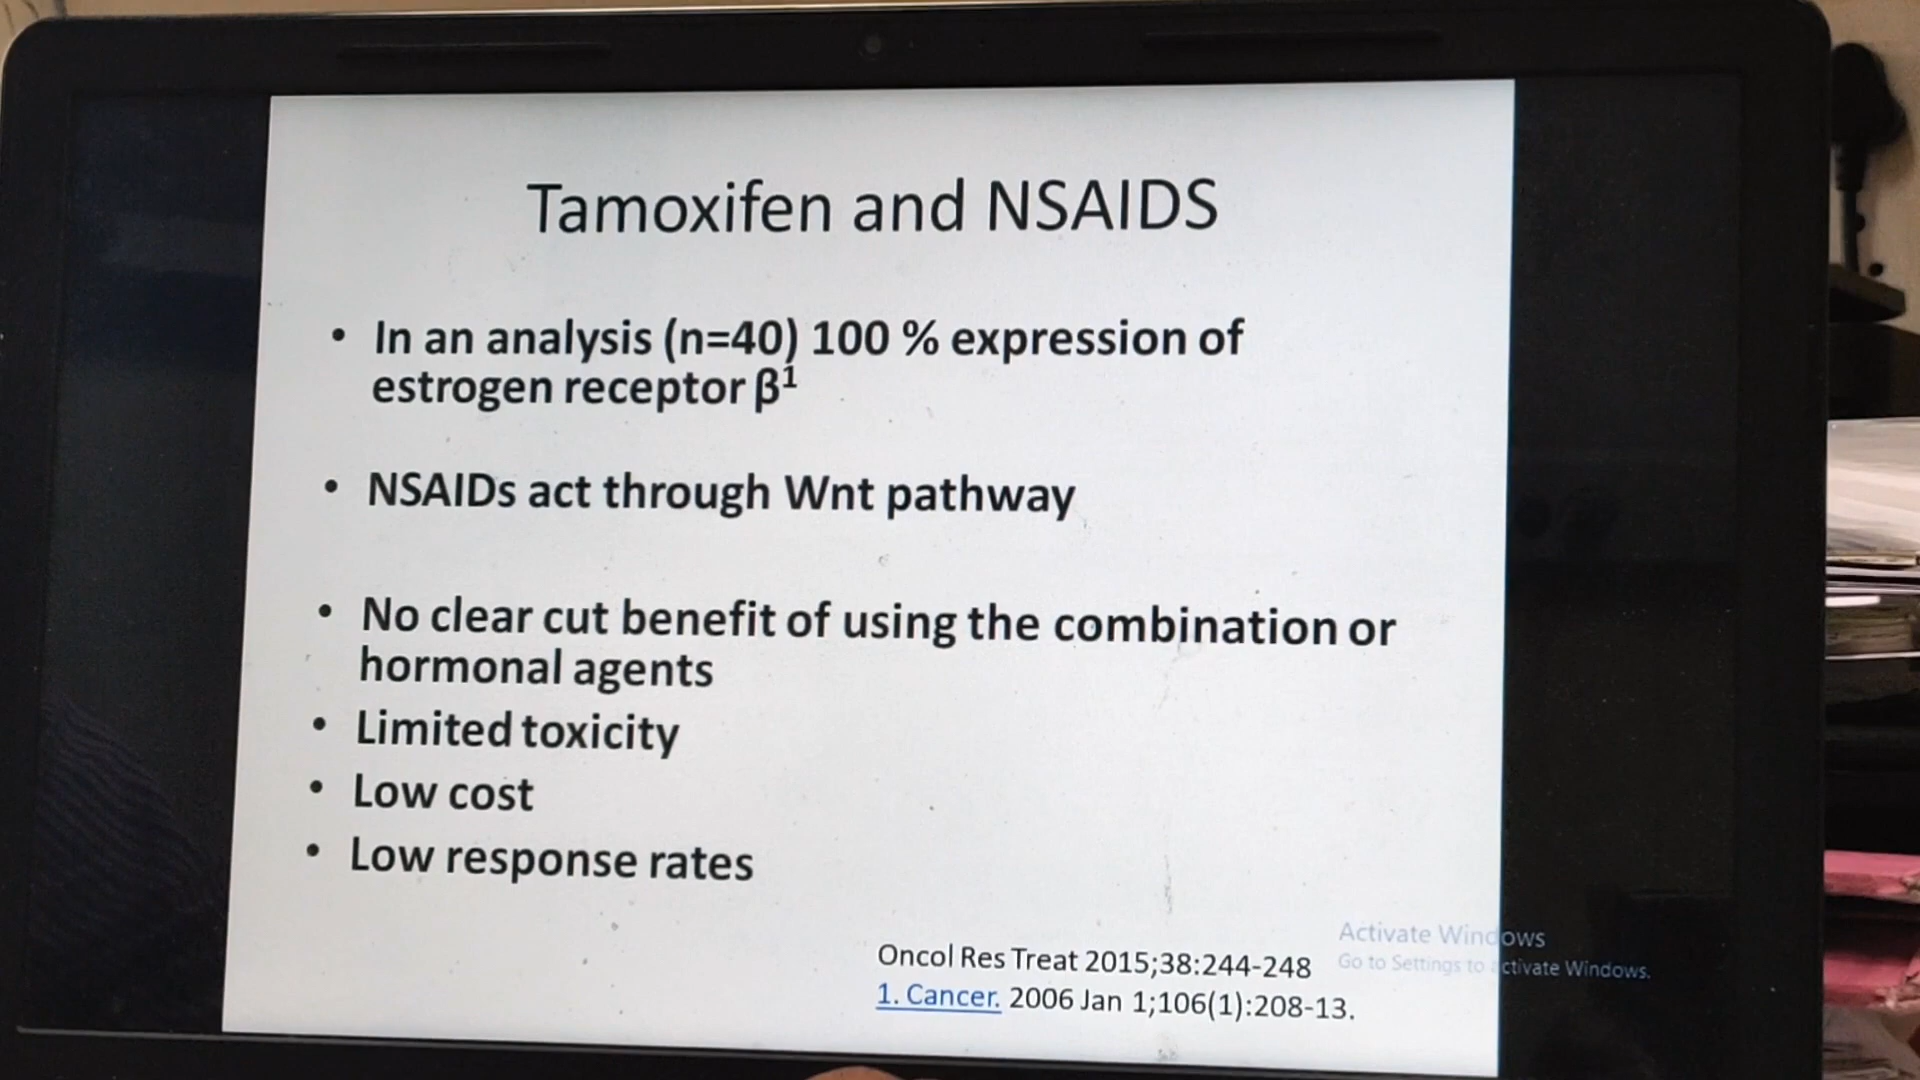 Tamoxifen and NSAIDS
• In an analysis (n=40) 100 % expression of
estrogen receptor β¹
• NSAIDs act through Wnt pathway
• No clear cut benefit of using the combination or
hormonal agents
• Limited toxicity
• Low cost
• Low response rates
Oncol Res Treat 2015;38:244-248
1. Cancer. 2006 Jan 1;106(1):208-13.
Activate Windows
Go to Settings to activate Windows.